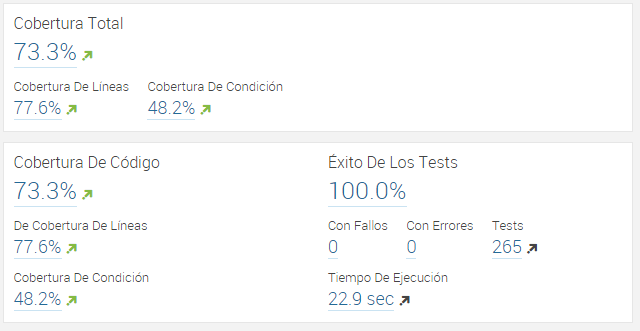 Cobertura Total
73.3%
Cobertura De Líneas Cobertura De Condición
77.6% 48.2%
Cobertura De Código
73.3%
De Cobertura De Líneas
77.6%
Cobertura De Condición
48.2%
Éxito De Los Tests
100.0%
Con Fallos Con Errores Tests
0 0 265
Tiempo De Ejecución
22.9 sec